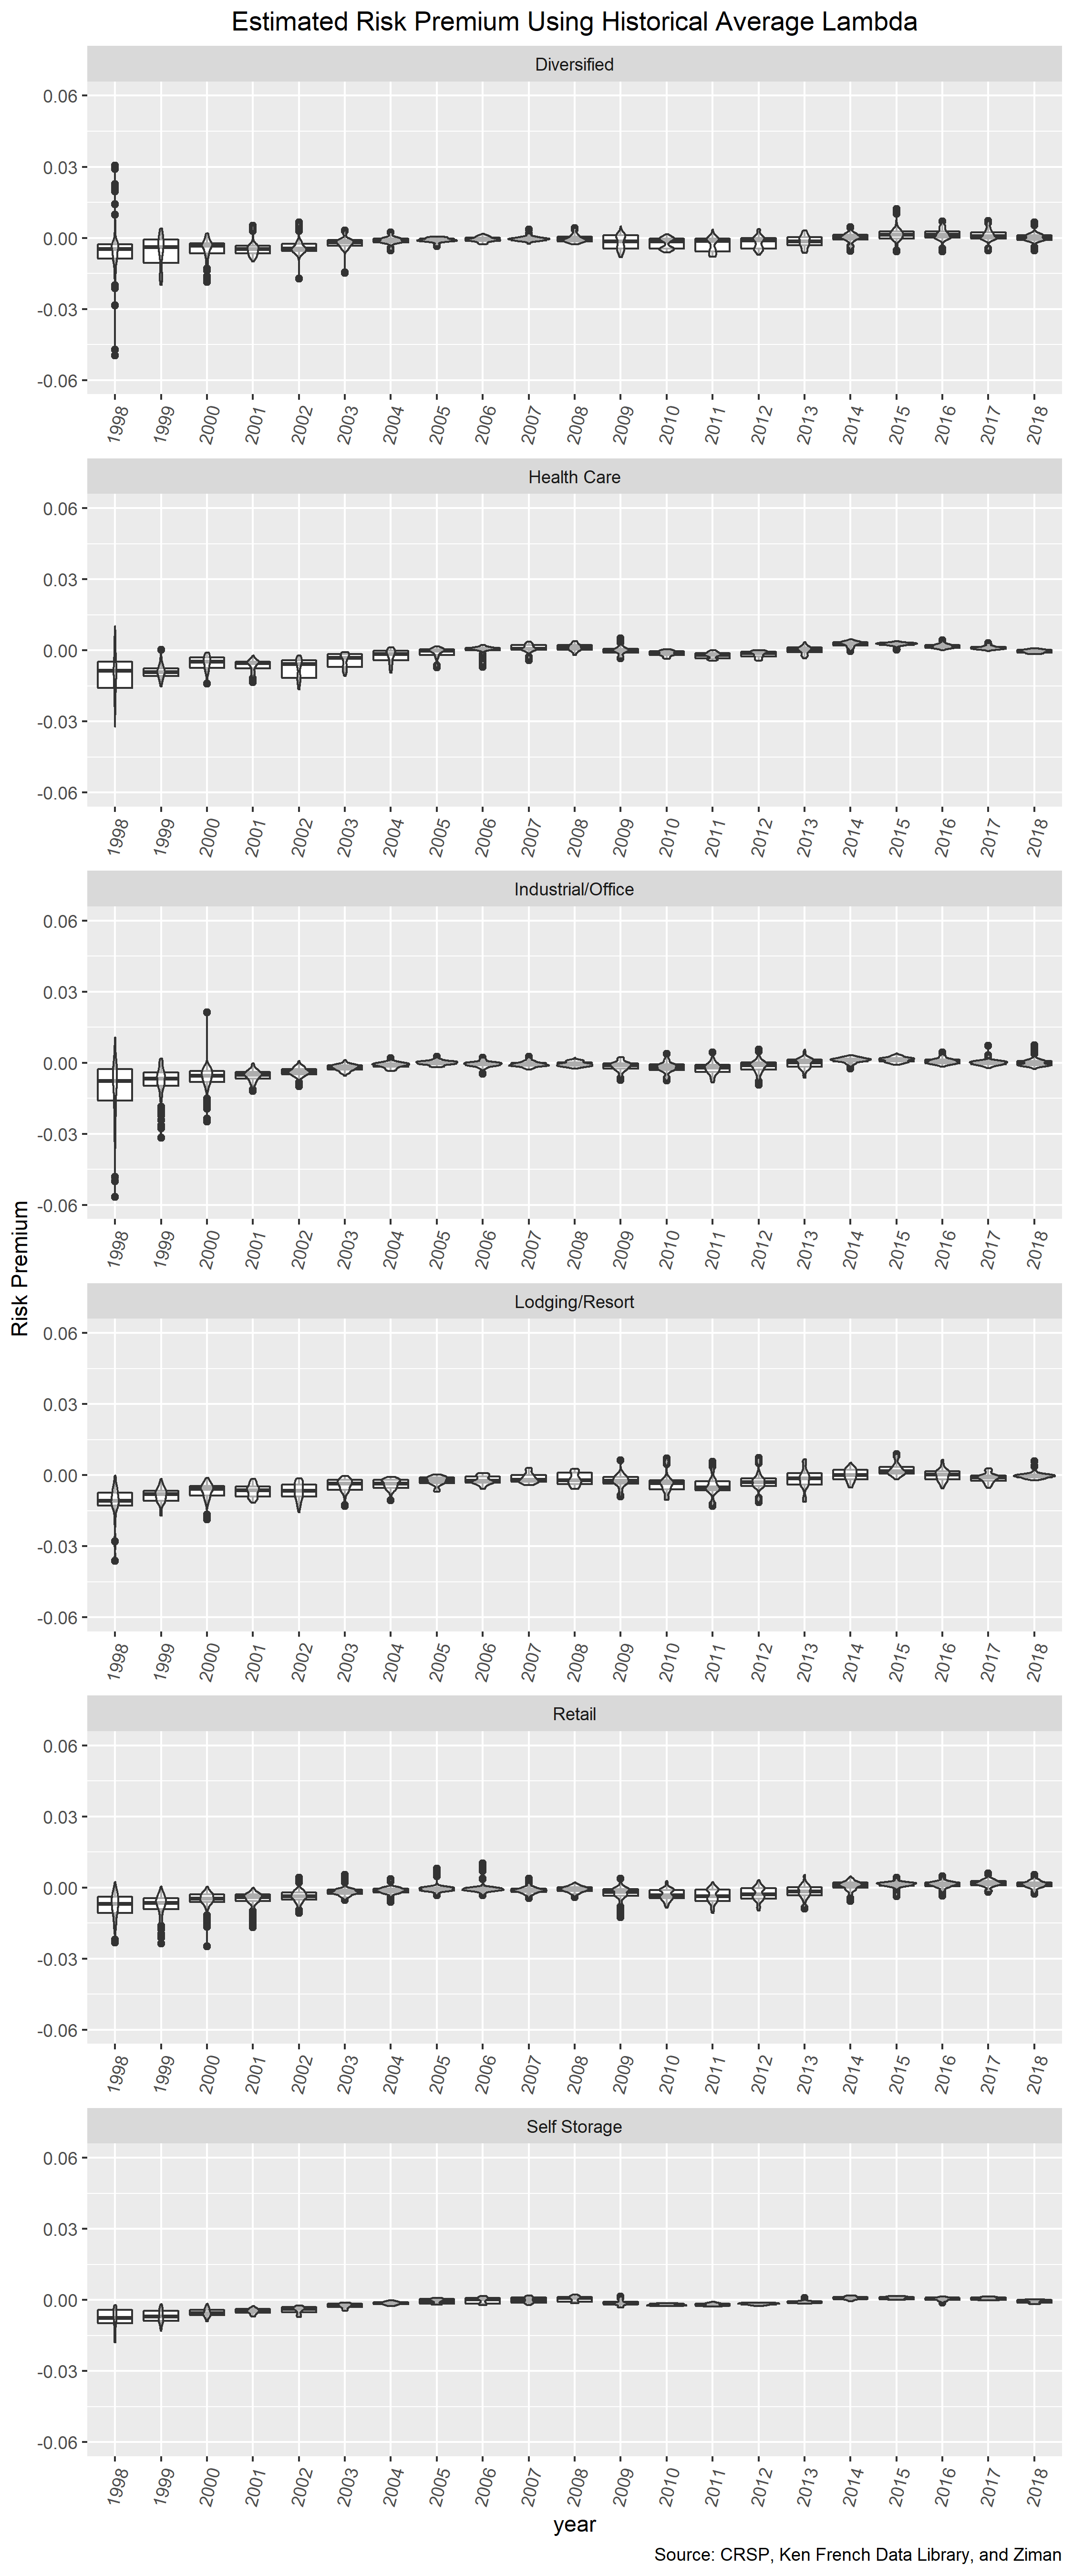 Estimated Risk Premium Using Historical Average Lambda
Diversified
0.06
0.03
0.00
-0.03
-0.06
1998 1999 2000 2001 2002 2003 2004 2005 2006 2007 2008 2009 2010 2011 2012 2013 2014 2015 2016 2017 2018
Health Care
0.06
0.03
0.00
-0.03
-0.06
1998 1999 2000 2001 2002 2003 2004 2005 2006 2007 2008 2009 2010 2011 2012 2013 2014 2015 2016 2017 2018
Industrial/Office
0.06
0.03
0.00
-0.03
-0.06
1998 1999 2000 2001 2002 2003 2004 2005 2006 2007 2008 2009 2010 2011 2012 2013 2014 2015 2016 2017 2018
Risk Premium
Lodging/Resort
0.06
0.03
0.00
-0.03
-0.06
1998 1999 2000 2001 2002 2003 2004 2005 2006 2007 2008 2009 2010 2011 2012 2013 2014 2015 2016 2017 2018
Retail
0.06
0.03
0.00
-0.03
-0.06
1998 1999 2000 2001 2002 2003 2004 2005 2006 2007 2008 2009 2010 2011 2012 2013 2014 2015 2016 2017 2018
Self Storage
0.06
0.03
0.00
-0.03
-0.06
1998 1999 2000 2001 2002 2003 2004 2005 2006 2007 2008 2009 2010 2011 2012 2013 2014 2015 2016 2017 2018
year
Source: CRSP, Ken French Data Library, and Ziman